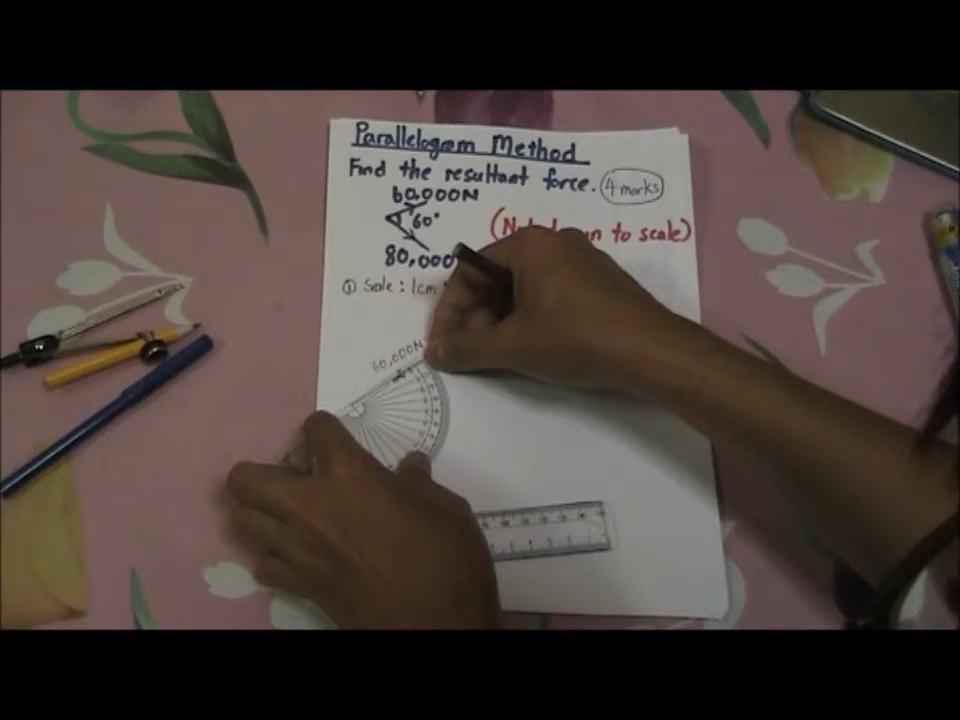 Parallelogram Method
Find the resultant force. 4 marks
60,000N
60°
(N to scale)
80,000
① Scale : 1cm
60,000N